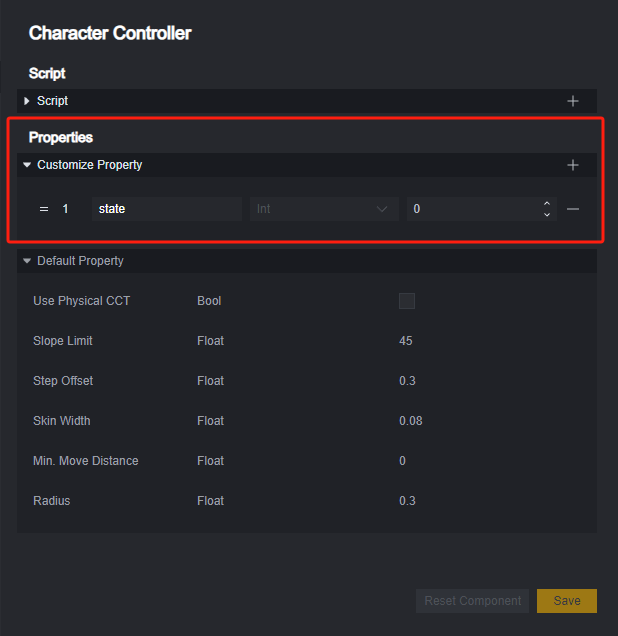 Character Controller
Script
Script
Properties
Customize Property
1 state Int 0
Default Property
Use Physical CCT Bool
Slope Limit Float 45
Step Offset Float 0.3
Skin Width Float 0.08
Min. Move Distance Float 0
Radius Float 0.3
Reset Component Save